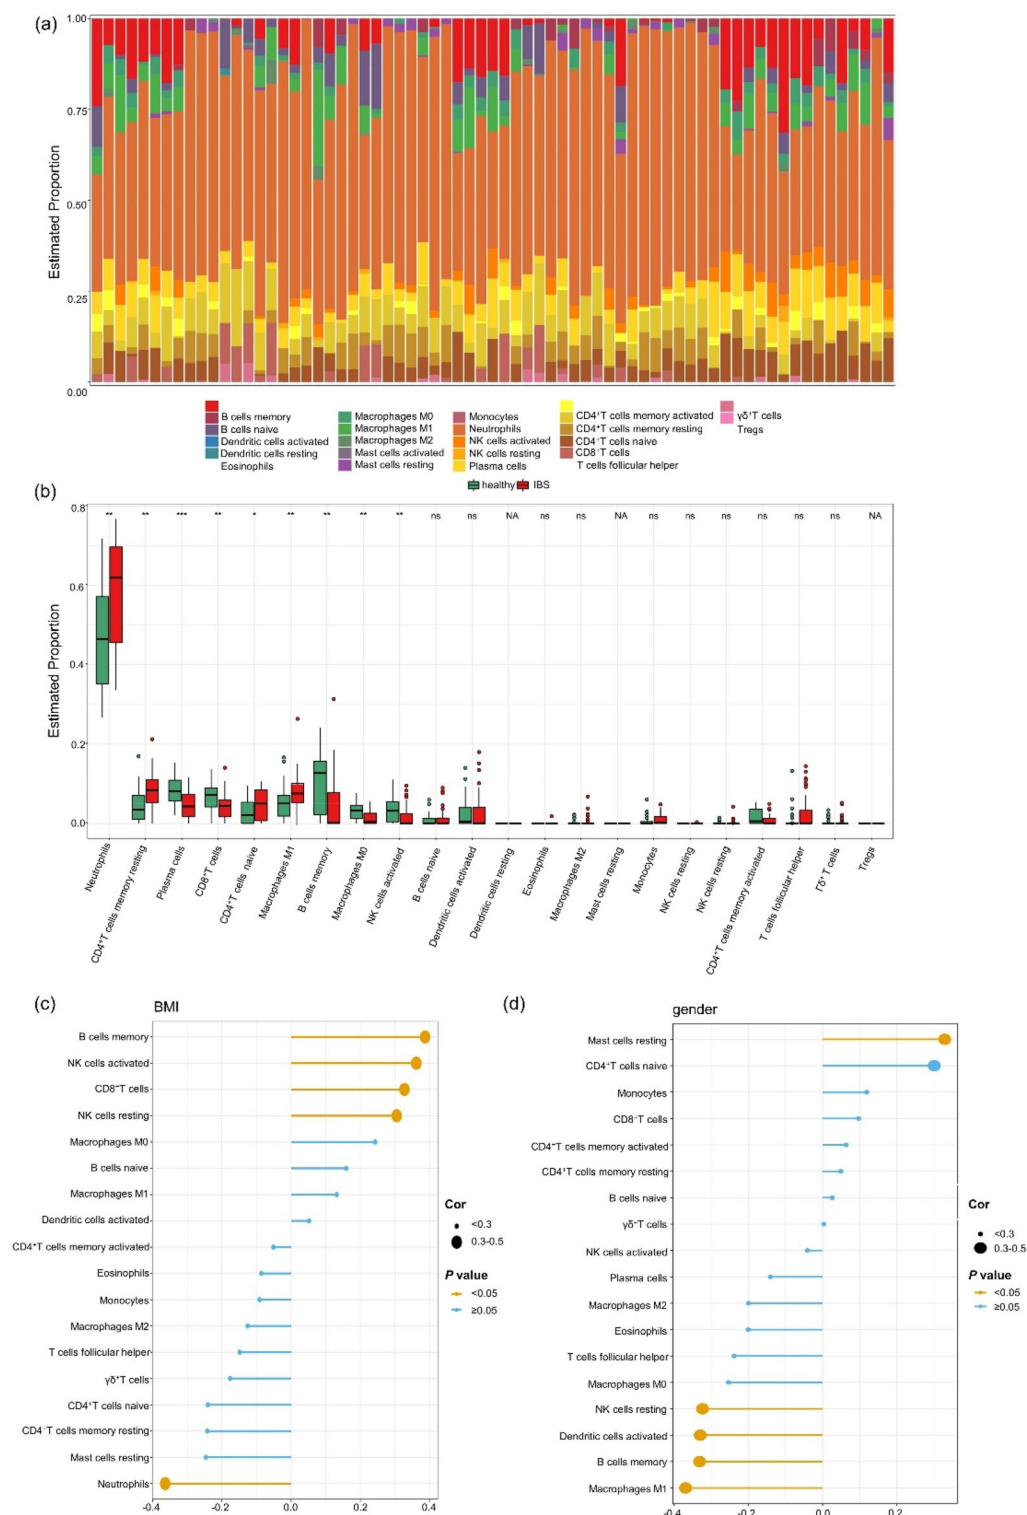 (a)
1.00
0.75
0.50
0.25
0.00
Estimated Proportion
B cells memory
B cells naive
Dendritic cells activated
Dendritic cells resting
Eosinophils
Macrophages M0
Macrophages M1
Macrophages M2
Mast cells activated
Mast cells resting
Monocytes
Neutrophils
NK cells activated
NK cells resting
Plasma cells
CD4⁺T cells memory activated
CD4⁺T cells memory resting
CD4⁺T cells naive
CD8⁺T cells
T cells follicular helper
γδ⁺T cells
Tregs
(b)
healthy IBS
0.8
0.6
0.4
0.2
0.0
Estimated Proportion
** ** *** ** * ** ** ** ** ns ns NA ns ns NA ns ns ns ns ns ns NA
Neutrophils
CD4⁺T cells memory resting
Plasma cells
CD8⁺T cells
CD4⁺T cells naive
Macrophages M1
B cells memory
Macrophages M0
NK cells activated
B cells naive
Dendritic cells activated
Dendritic cells resting
Eosinophils
Macrophages M2
Mast cells resting
Monocytes
NK cells resting
NK cells resting
CD4⁺T cells memory activated
T cells follicular helper
Tδ⁺T cells
Tregs
(c)
BMI
B cells memory
NK cells activated
CD8⁺T cells
NK cells resting
Macrophages M0
B cells naive
Macrophages M1
Dendritic cells activated
CD4⁺T cells memory activated
Eosinophils
Monocytes
Macrophages M2
T cells follicular helper
γδ⁺T cells
CD4⁺T cells naive
CD4⁺T cells memory resting
Mast cells resting
Neutrophils
-0.4 -0.2 0.0 0.2 0.4
Cor
<0.3
0.3-0.5
P value
<0.05
≥0.05
(d)
gender
Mast cells resting
CD4⁺T cells naive
Monocytes
CD8⁺T cells
CD4⁺T cells memory activated
CD4⁺T cells memory resting
B cells naive
γδ⁺T cells
NK cells activated
Plasma cells
Macrophages M2
Eosinophils
T cells follicular helper
Macrophages M0
NK cells resting
Dendritic cells activated
B cells memory
Macrophages M1
-0.4 -0.2 0.0 0.2
Cor
<0.3
0.3-0.5
P value
<0.05
≥0.05